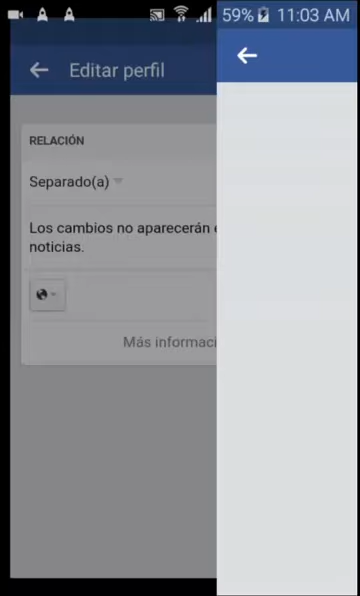 59% 11:03 AM
Editar perfil
RELACIÓN
Separado(a)
Los cambios no aparecerán
noticias.
Más informaci